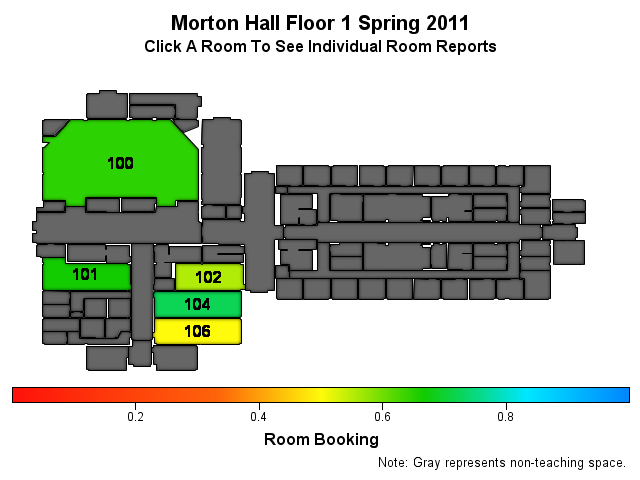 Morton Hall Floor 1 Spring 2011
Click A Room To See Individual Room Reports
100
101
102
104
106
0.2 0.4 0.6 0.8
Room Booking
Note: Gray represents non-teaching space.